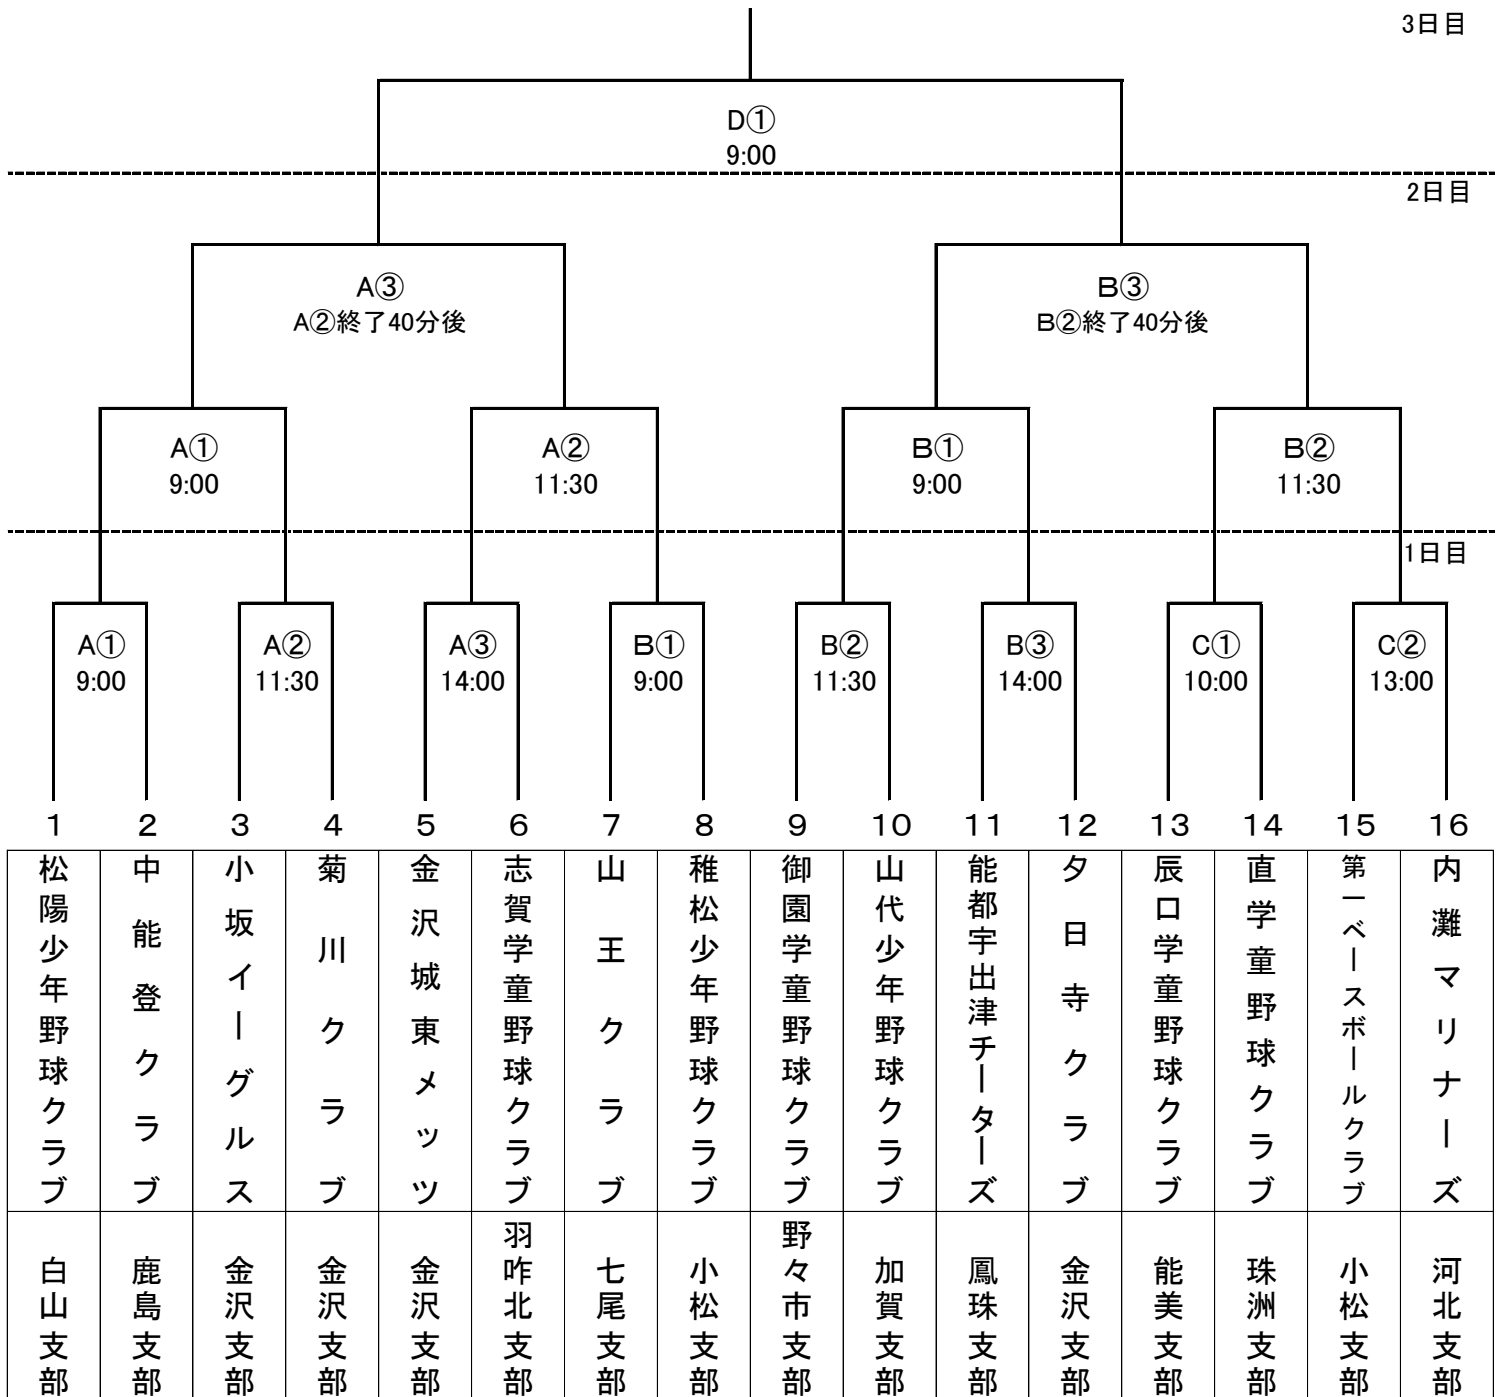 3日目
D①
9:00
2日目
A③
A②終了40分後
B③
B②終了40分後
A①
9:00
A②
11:30
B①
9:00
B②
11:30
1日目
A①
9:00
A②
11:30
A③
14:00
B①
9:00
B②
11:30
B③
14:00
C①
10:00
C②
13:00
1
2
3
4
5
6
7
8
9
10
11
12
13
14
15
16
松陽少年野球クラブ
中能登クラブ
小坂イーグルス
菊川クラブ
金沢城東メッツ
志賀学童野球クラブ
山王クラブ
稚松少年野球クラブ
御園学童野球クラブ
山代少年野球クラブ
能都宇出津チーターズ
夕日寺クラブ
辰口学童野球クラブ
直学童野球クラブ
第一ベースボールクラブ
内灘マリナーズ
白山支部
鹿島支部
金沢支部
金沢支部
金沢支部
羽咋北支部
七尾支部
小松支部
野々市支部
加賀支部
鳳珠支部
金沢支部
能美支部
珠洲支部
小松支部
河北支部